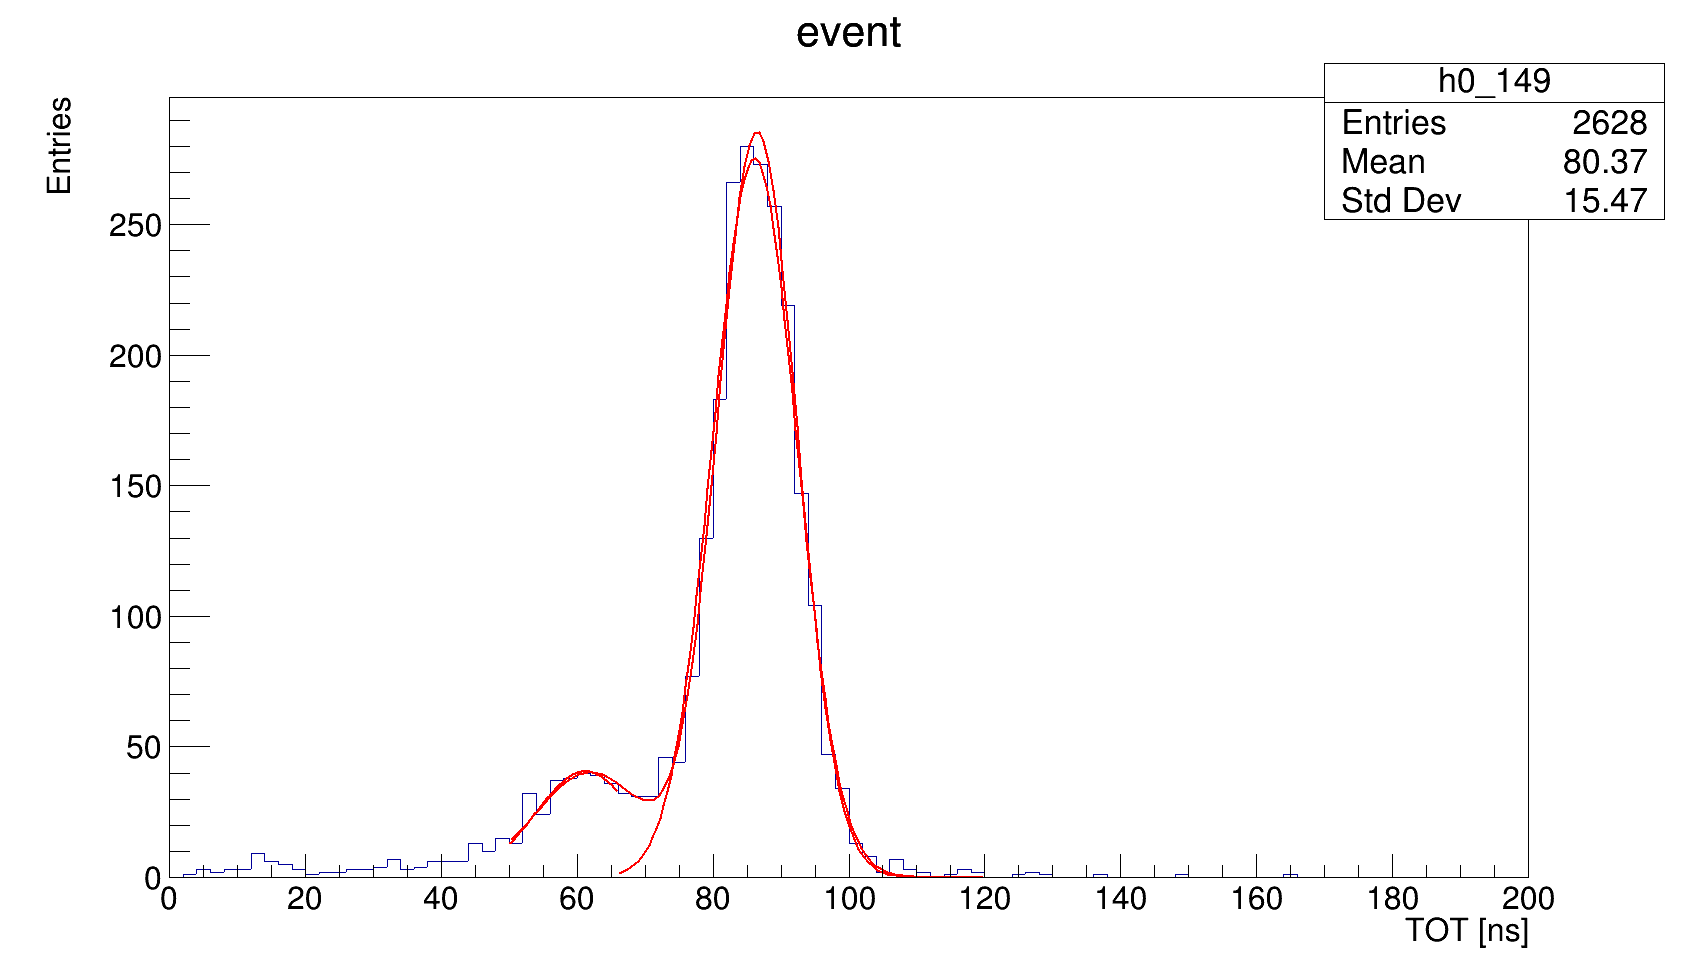 event
h0_149
Entries 2628
Mean 80.37
Std Dev 15.47
Entries
250
200
150
100
50
0
0 20 40 60 80 100 120 140 160 180 200
TOT [ns]